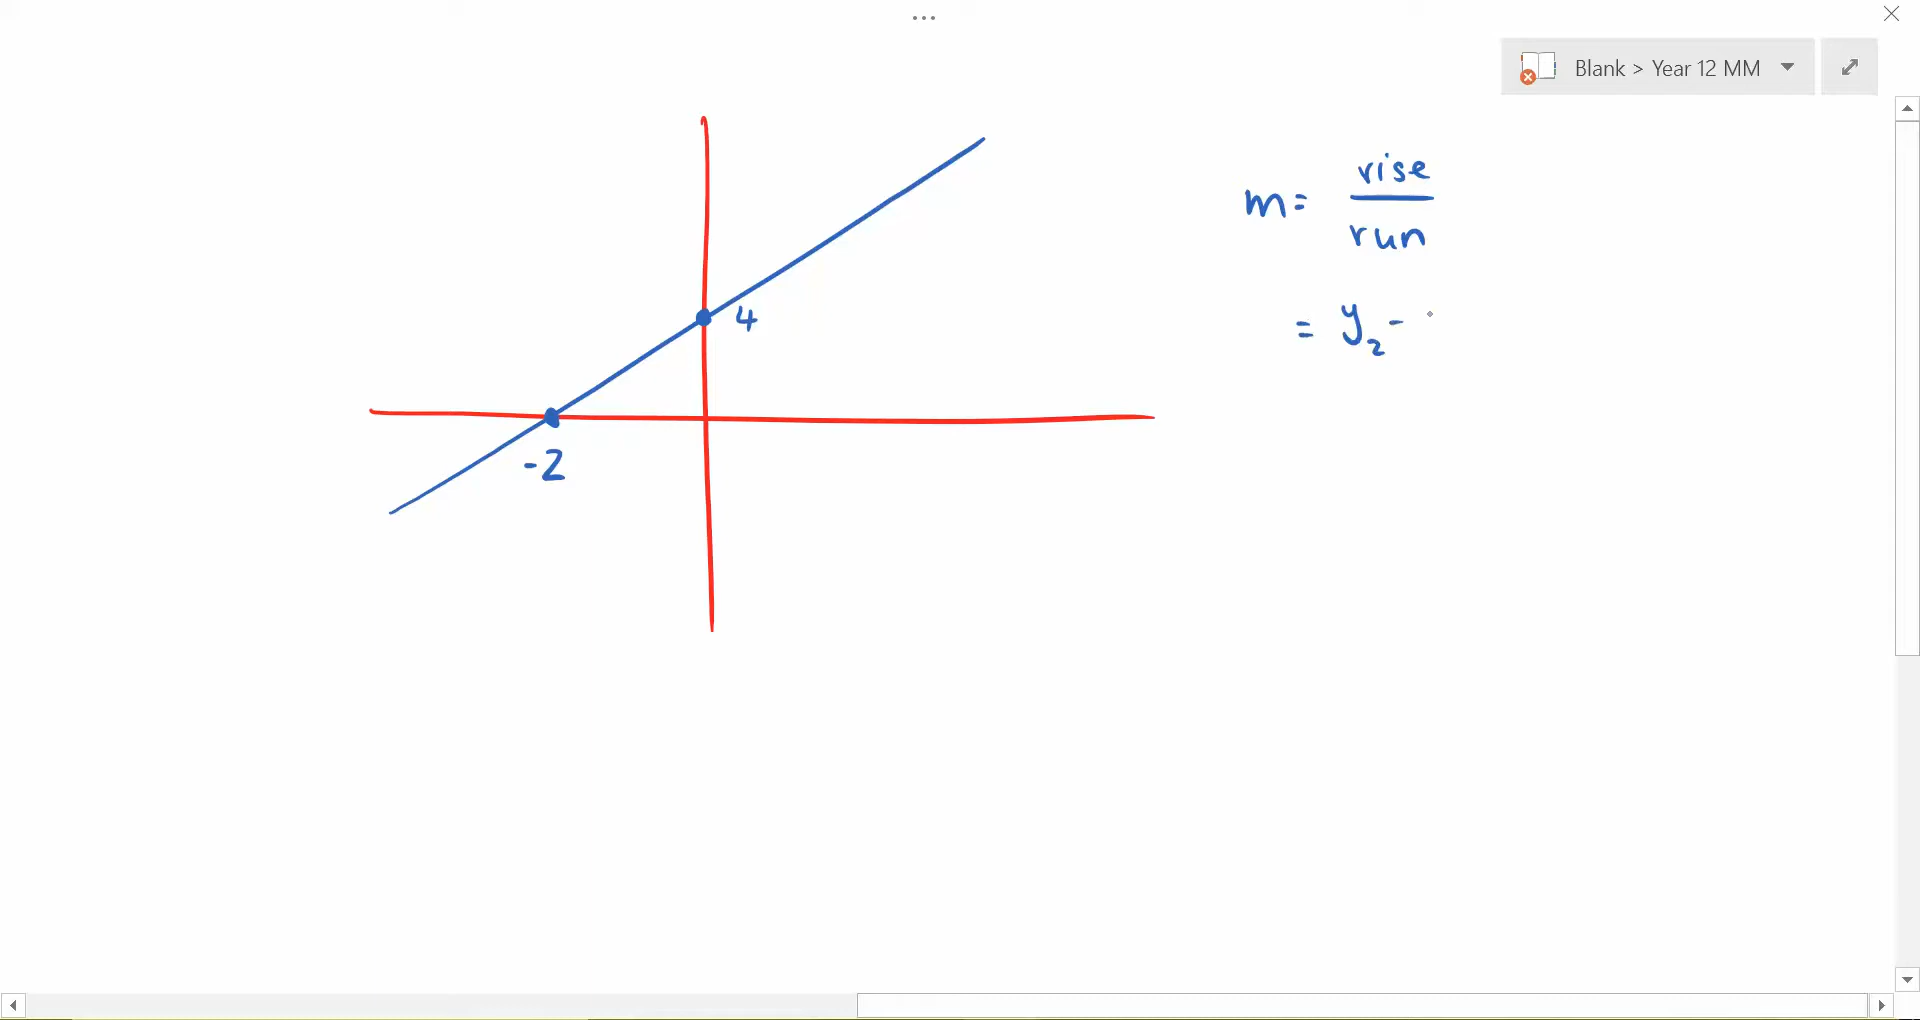 Blank > Year 12 MM
m = rise
run
= y₂ -
4
-2